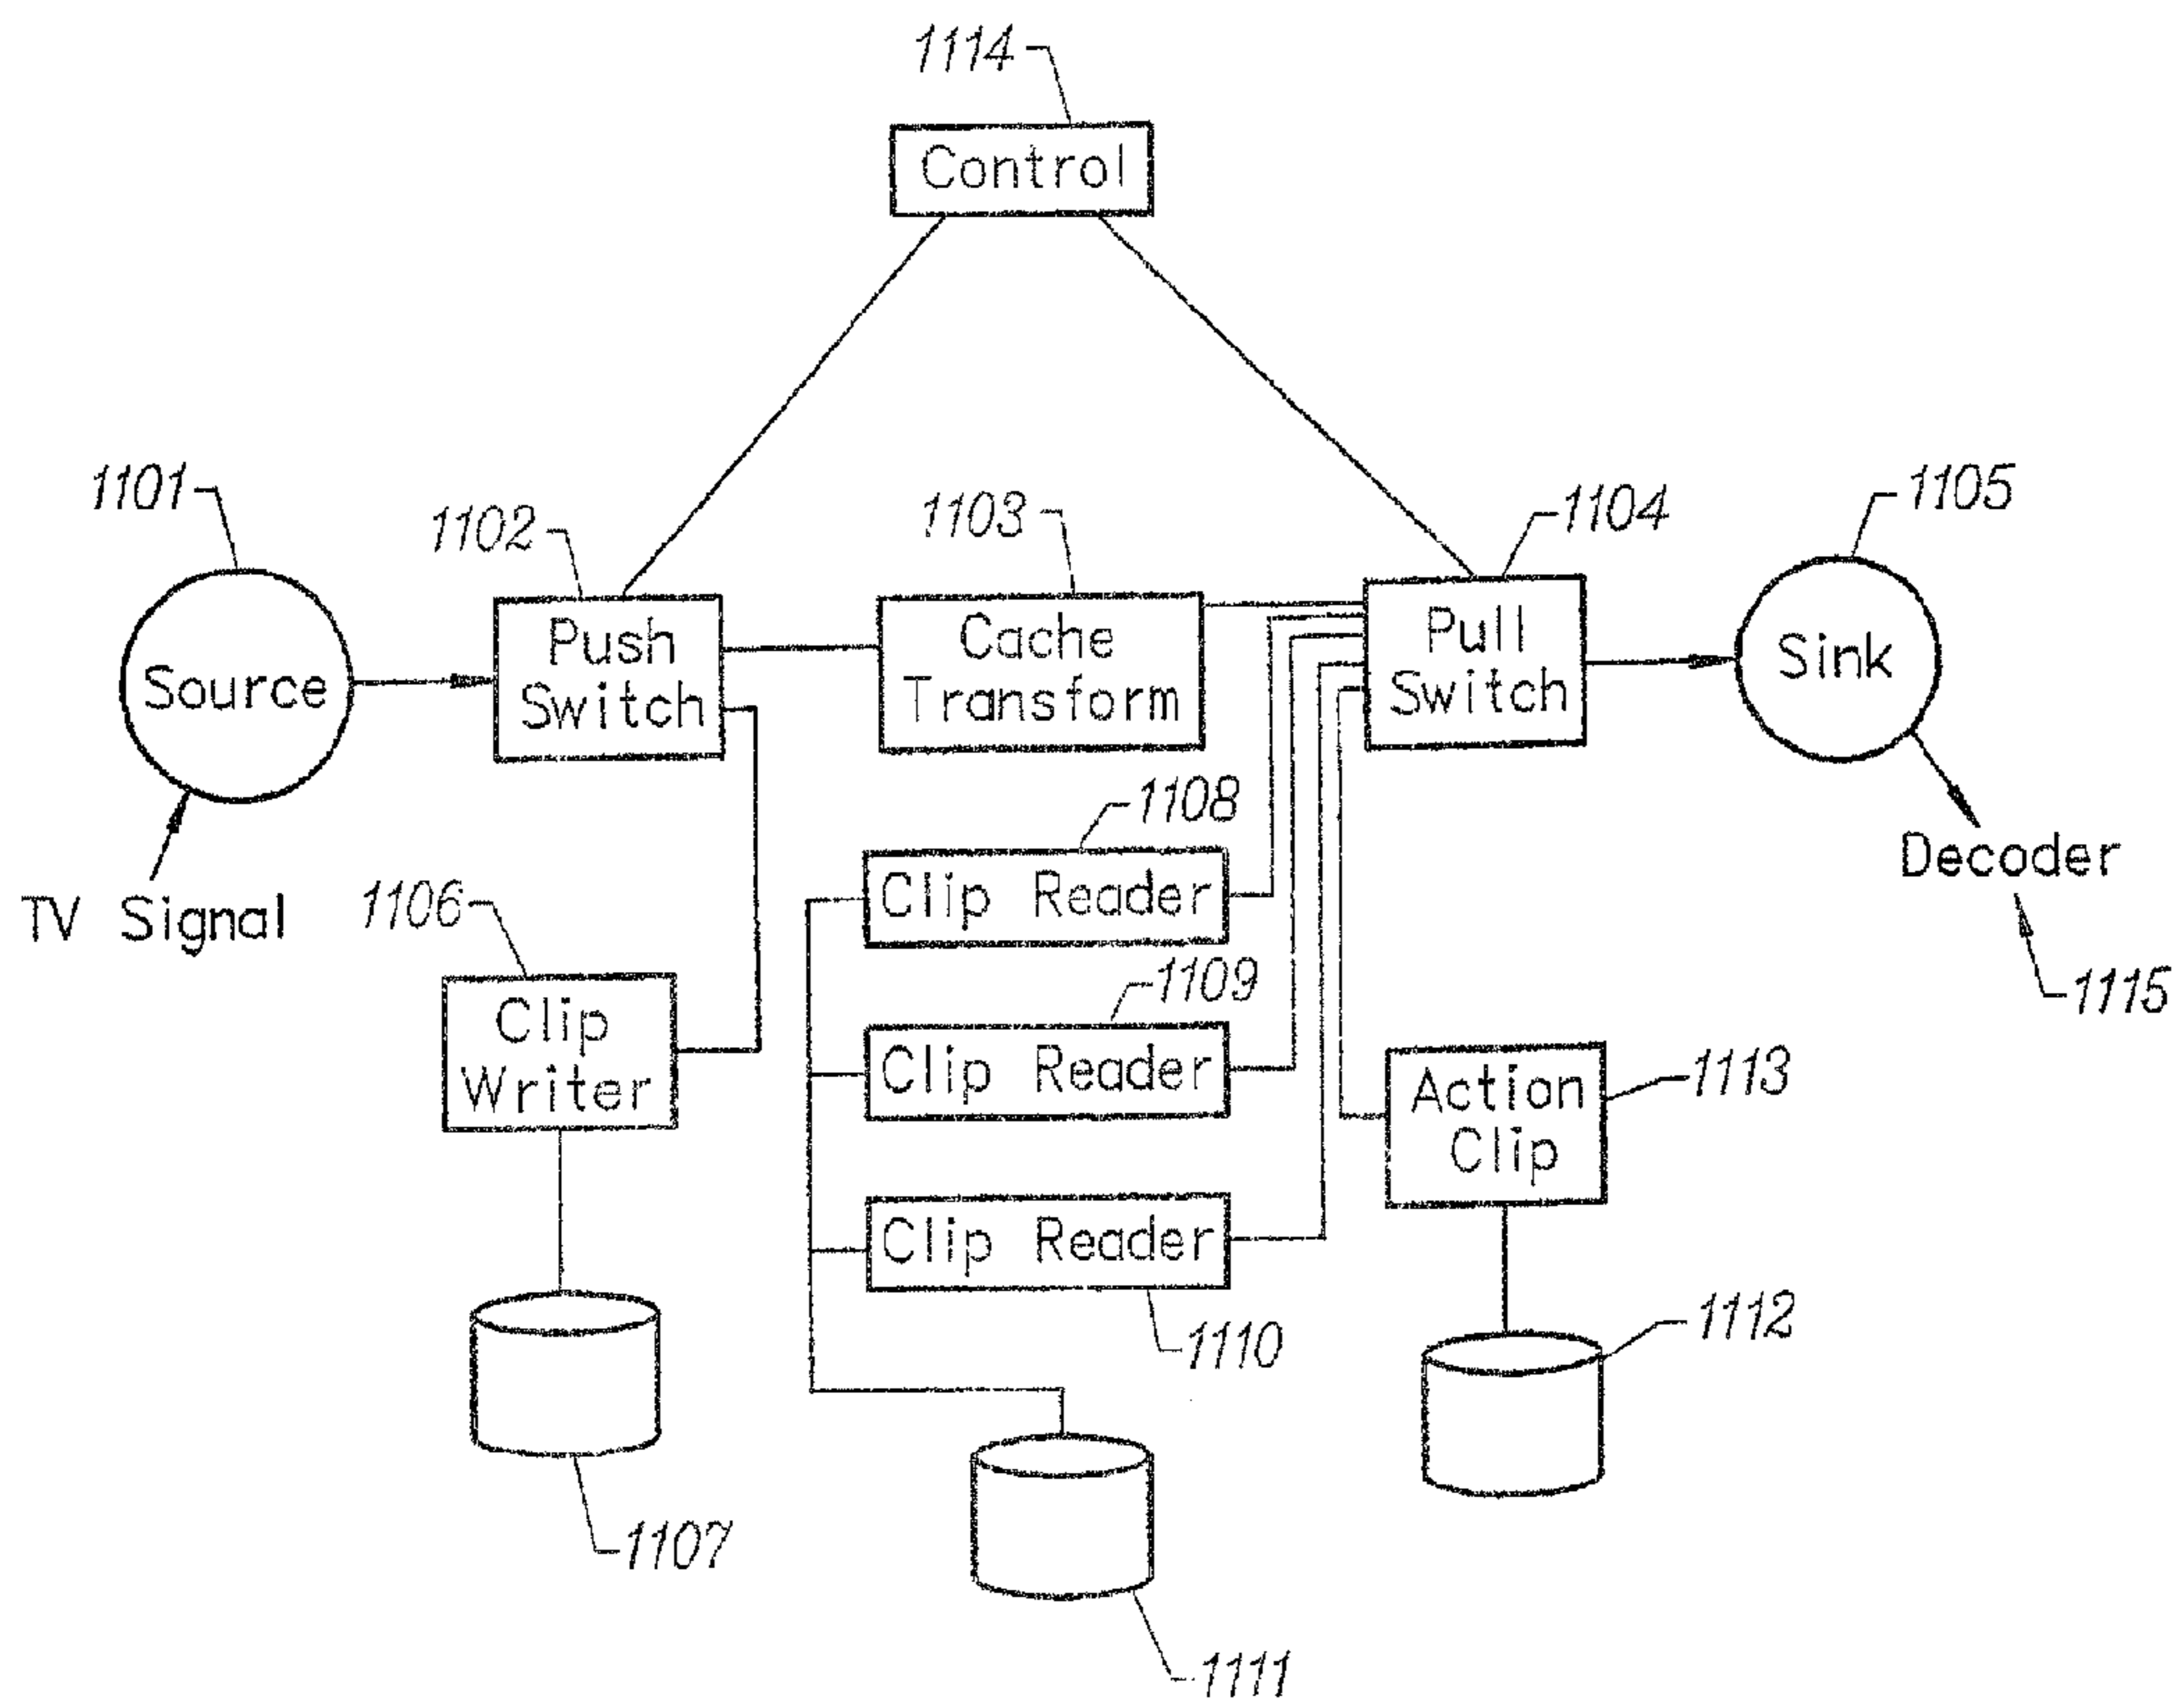 1114
Control
1101
1102
1103
1104
1105
Source
Push
Switch
Cache
Transform
Pull
Switch
Sink
TV Signal
1108
Clip Reader
Decoder
1115
1106
Clip
Writer
1109
Clip Reader
Action
Clip
1113
Clip Reader
1110
1112
1107
1111